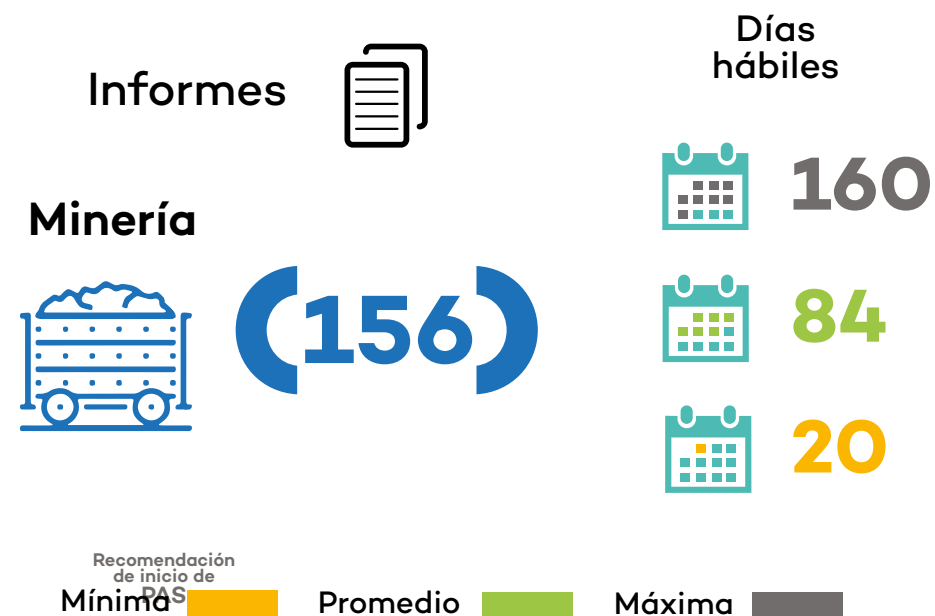 Informes
Días
hábiles
160
Minería
(156)
84
20
Recomendación
de inicio de
PAS
Mínima
Promedio
Máxima